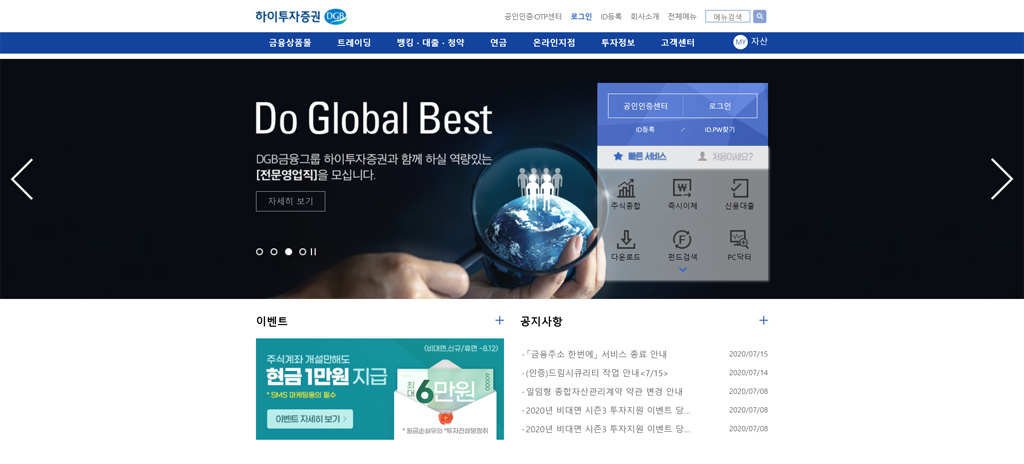 하이투자증권 DGB
공인인증·OTP센터 로그인 ID등록 회사소개 전체메뉴 메뉴검색
금융상품몰 트레이딩 뱅킹·대출·청약 연금 온라인지점 투자정보 고객센터 MY 자산
Do Global Best
DGB금융그룹 하이투자증권과 함께 하실 역량있는
[전문영업직]을 모십니다.
자세히 보기
공인인증센터 로그인
ID등록 / ID.PW찾기
빠른 서비스 처음이세요?
주식종합 즉시이체 신용대출
다운로드 펀드검색 PC닥터
이벤트
(비대면,신규/휴면 ~8.12)
주식계좌 개설만해도
현금 1만원 지급
* SMS 마케팅동의 필수
이벤트 자세히 보기 >
최대 6만원
* 원금손실유의 *투자전설명청취
공지사항
· 「금융주소 한번에」 서비스 종료 안내 2020/07/15
· (인증)드림시큐리티 작업 안내<7/15> 2020/07/14
· 일임형 종합자산관리계약 약관 변경 안내 2020/07/08
· 2020년 비대면 시즌3 투자지원 이벤트 당... 2020/07/08
· 2020년 비대면 시즌3 투자지원 이벤트 당... 2020/07/08